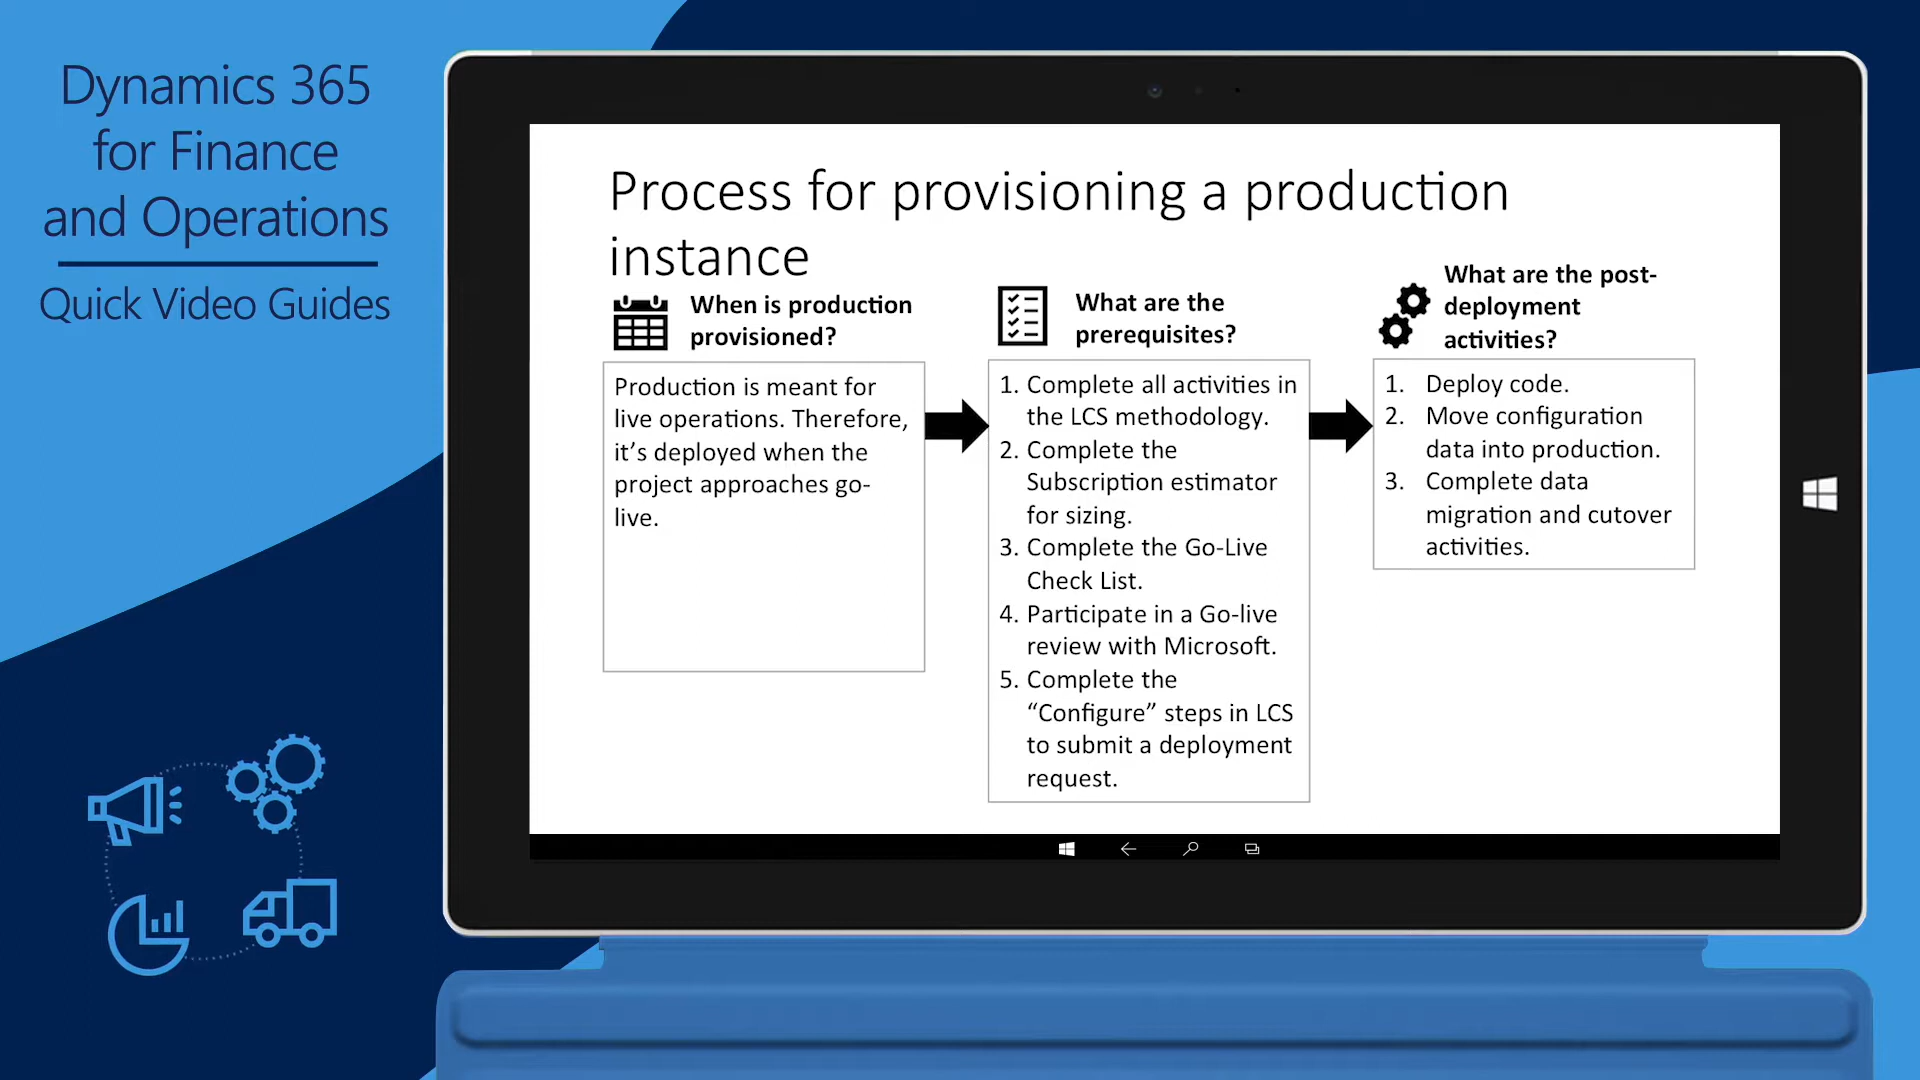 Dynamics 365
for Finance
and Operations
Quick Video Guides
Process for provisioning a production
instance
When is production
provisioned?
Production is meant for
live operations. Therefore,
it’s deployed when the
project approaches go-
live.
What are the
prerequisites?
1. Complete all activities in
the LCS methodology.
2. Complete the
Subscription estimator
for sizing.
3. Complete the Go-Live
Check List.
4. Participate in a Go-live
review with Microsoft.
5. Complete the
“Configure” steps in LCS
to submit a deployment
request.
What are the post-
deployment
activities?
1. Deploy code.
2. Move configuration
data into production.
3. Complete data
migration and cutover
activities.